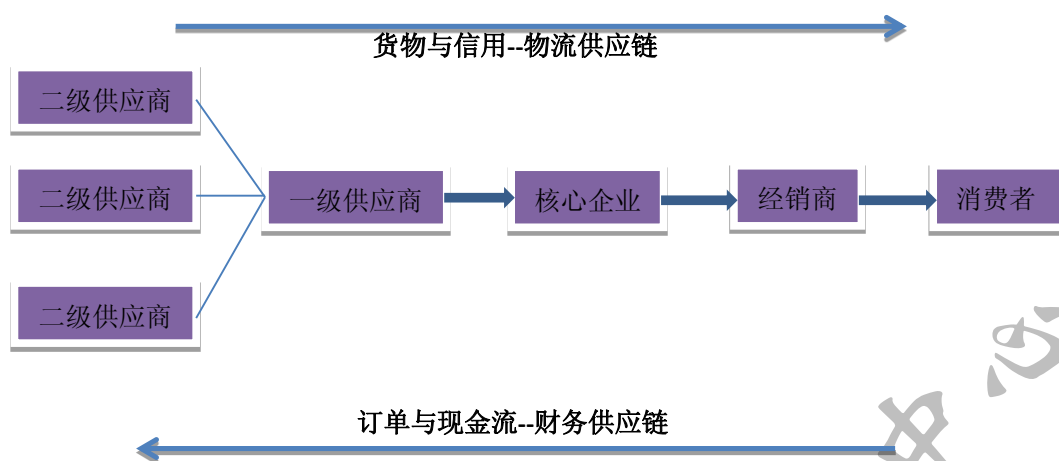 货物与信用--物流供应链
二级供应商
二级供应商
一级供应商
核心企业
经销商
消费者
二级供应商
订单与现金流--财务供应链
中心